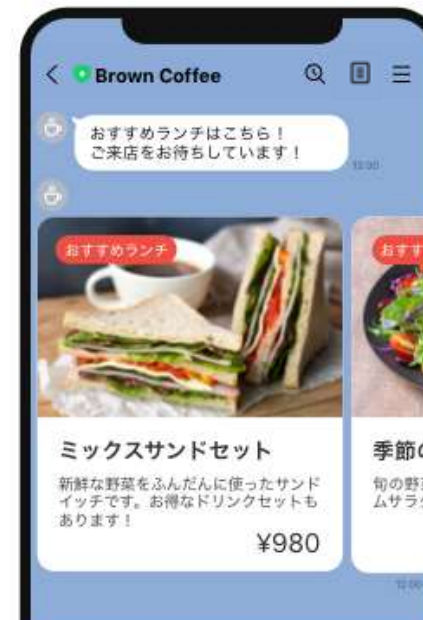 Brown Coffee
おすすめランチはこちら！
ご来店をお待ちしています！
12:00
おすすめランチ
おすす
ミックスサンドセット
新鮮な野菜をふんだんに使ったサンド
イッチです。お得なドリンクセットも
あります！
¥980
季節の
旬の野
ムサラ
12:00